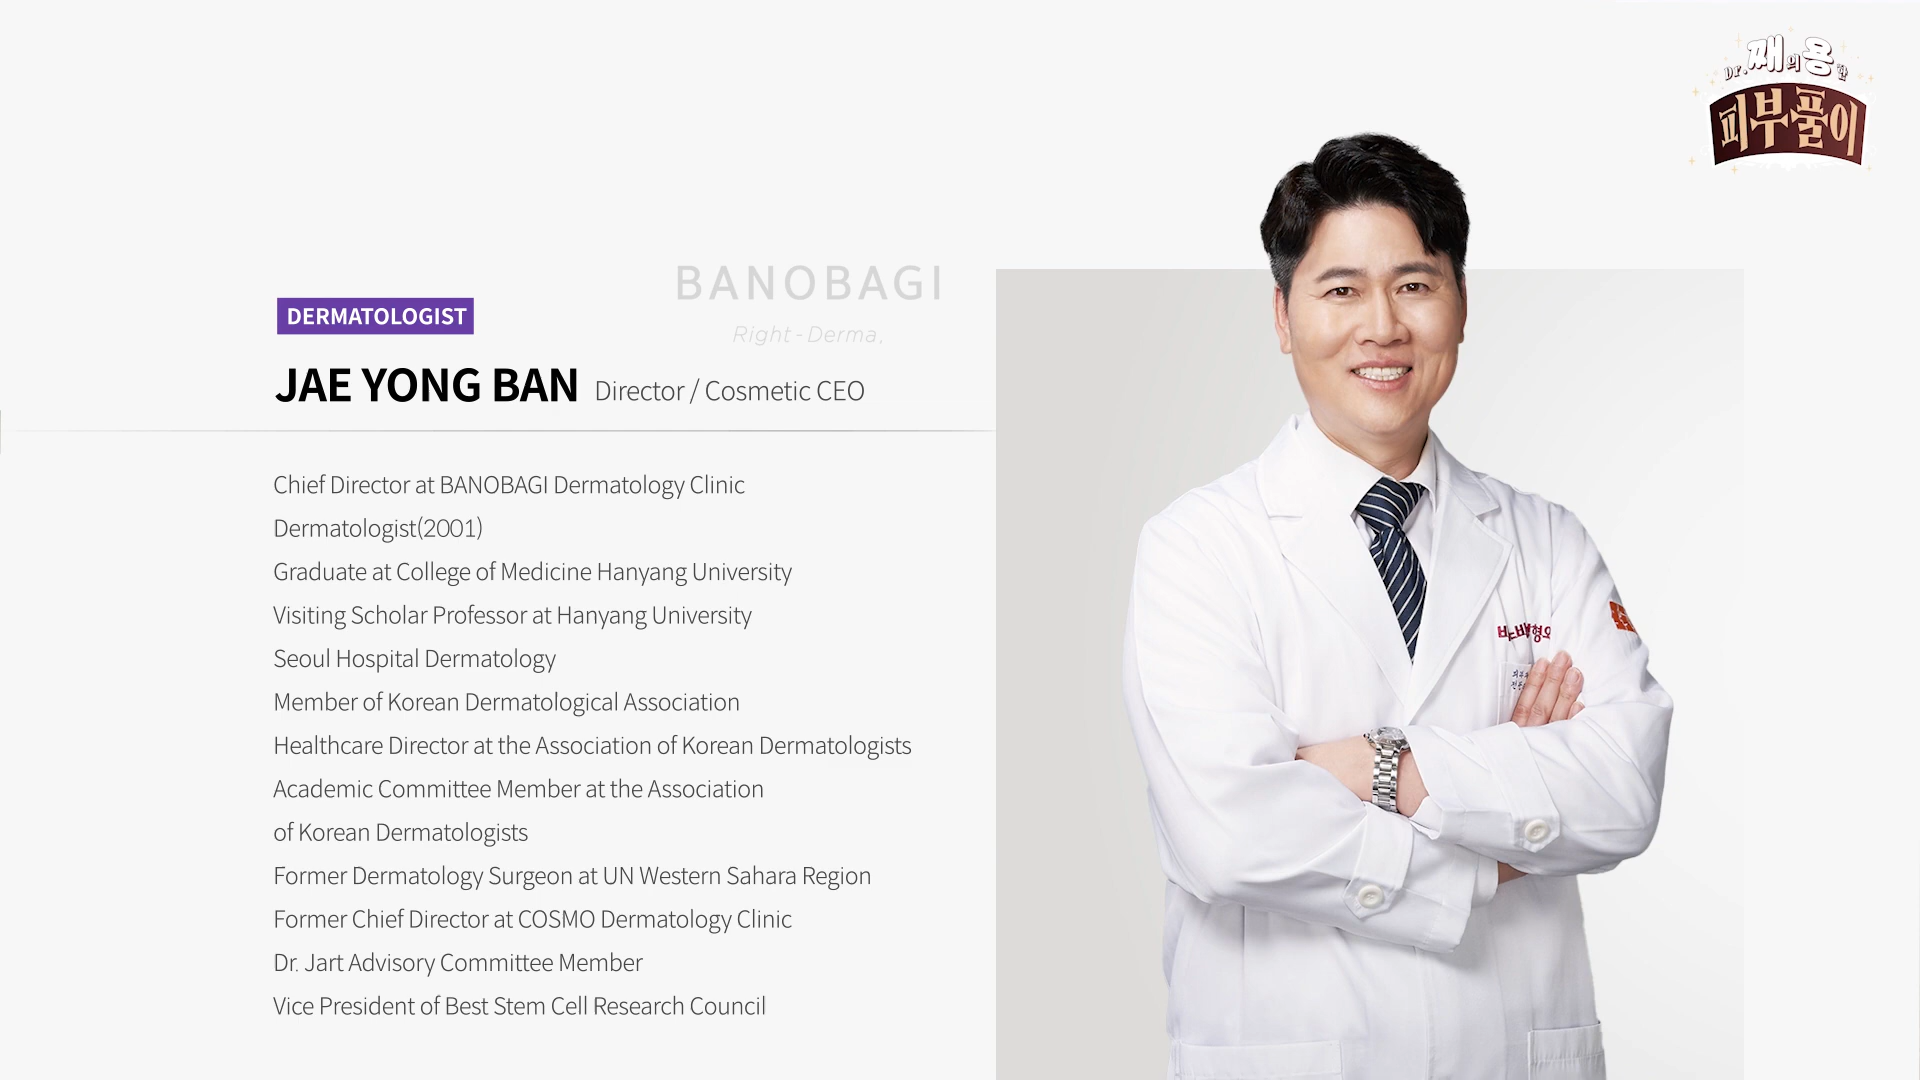 Dr.째의용한
피부풀이
BANOBAGI
Right-Derma,
DERMATOLOGIST
JAE YONG BAN Director / Cosmetic CEO
Chief Director at BANOBAGI Dermatology Clinic
Dermatologist(2001)
Graduate at College of Medicine Hanyang University
Visiting Scholar Professor at Hanyang University
Seoul Hospital Dermatology
Member of Korean Dermatological Association
Healthcare Director at the Association of Korean Dermatologists
Academic Committee Member at the Association
of Korean Dermatologists
Former Dermatology Surgeon at UN Western Sahara Region
Former Chief Director at COSMO Dermatology Clinic
Dr. Jart Advisory Committee Member
Vice President of Best Stem Cell Research Council